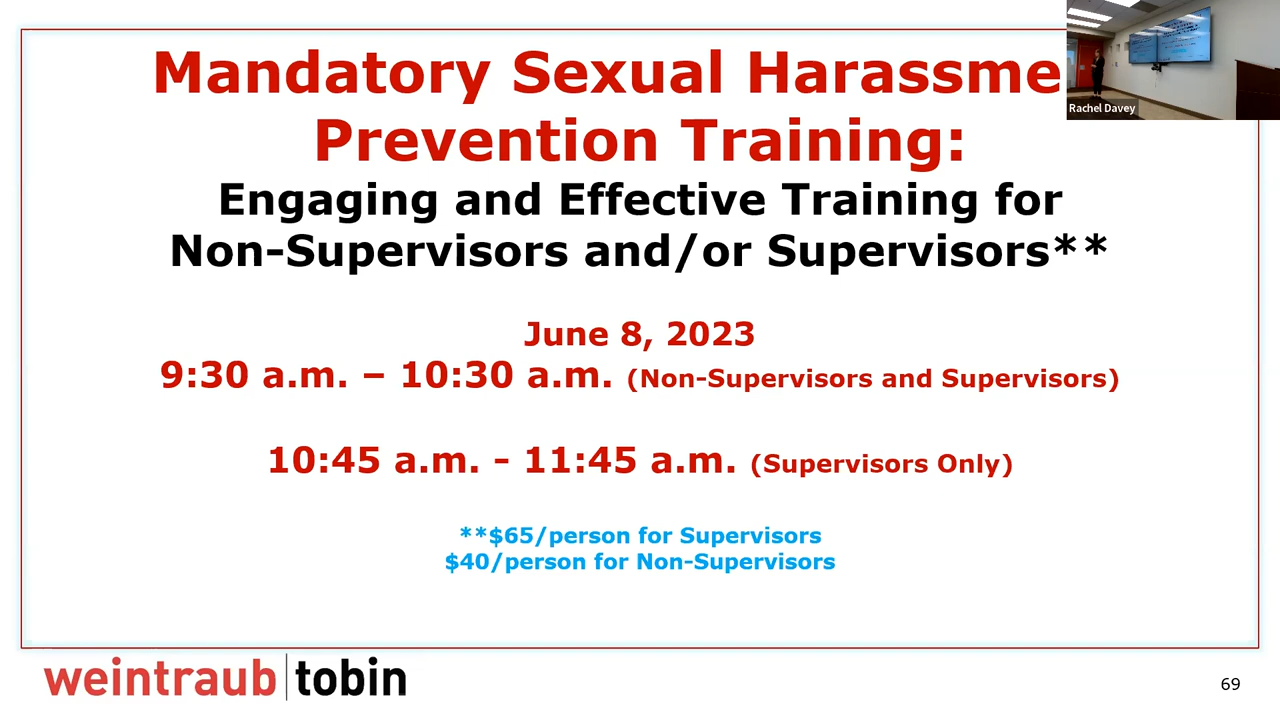 Mandatory Sexual Harassme
Prevention Training:
Engaging and Effective Training for
Non-Supervisors and/or Supervisors**
June 8, 2023
9:30 a.m. – 10:30 a.m. (Non-Supervisors and Supervisors)
10:45 a.m. - 11:45 a.m. (Supervisors Only)
**$65/person for Supervisors
$40/person for Non-Supervisors
weintraub tobin
69
Rachel Davey